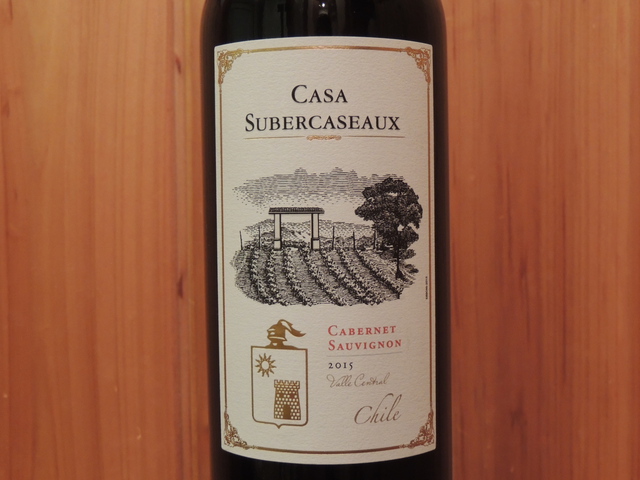 CASA
SUBERCASEAUX
CABERNET
SAUVIGNON
2015
Valle Central
Chile